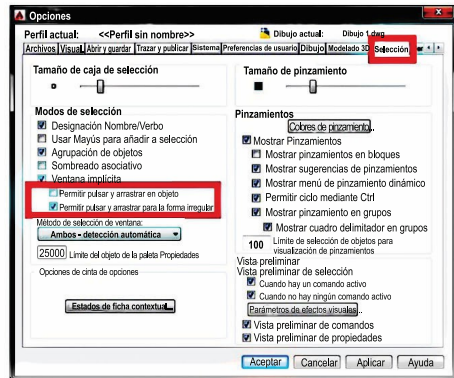 Opciones
Perfil actual: <<Perfil sin nombre>> Dibujo actual: Dibujo 1.dwg
Archivos Visual Abrir y guardar Trazar y publicar Sistema Preferencias de usuario Dibujo Modelado 3D Selección
Tamaño de caja de selección
Modos de selección
Designación Nombre/Verbo
Usar Mayús para añadir a selección
Agrupación de objetos
Sombreado asociativo
Ventana implícita
Permitir pulsar y arrastrar en objeto
Permitir pulsar y arrastrar para la forma irregular
Método de selección de ventana:
Ambos - detección automática
25000 Límite del objeto de la paleta Propiedades
Opciones de cinta de opciones
Estados de ficha contextual...
Tamaño de pinzamiento
Pinzamientos
Colores de pinzamiento...
Mostrar Pinzamientos
Mostrar pinzamientos en bloques
Mostrar sugerencias de pinzamientos
Mostrar menú de pinzamiento dinámico
Permitir ciclo mediante Ctrl
Mostrar pinzamiento en grupos
Mostrar cuadro delimitador en grupos
100 Límite de selección de objetos para
visualización de pinzamientos
Vista preliminar
Vista preliminar de selección
Cuando hay un comando activo
Cuando no hay ningún comando activo
Parámetros de efectos visuales...
Vista preliminar de comandos
Vista preliminar de propiedades
Aceptar Cancelar Aplicar Ayuda